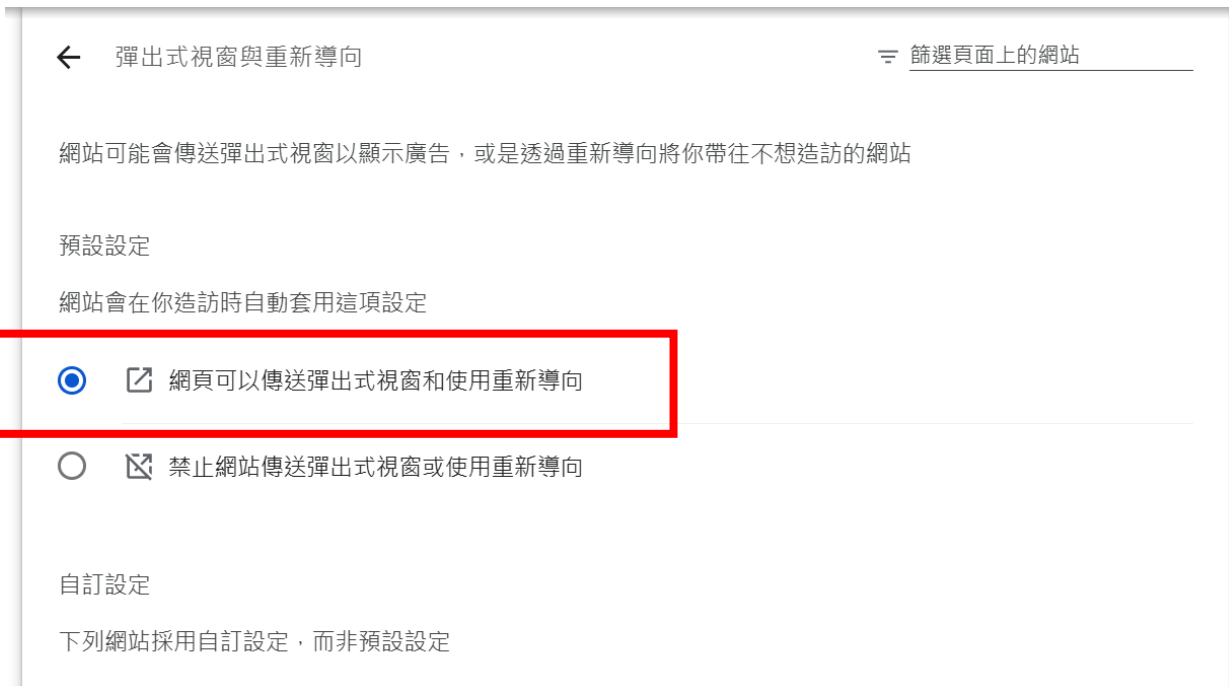 彈出式視窗與重新導向
篩選頁面上的網站
網站可能會傳送彈出式視窗以顯示廣告，或是透過重新導向將你帶往不想造訪的網站
預設設定
網站會在你造訪時自動套用這項設定
網頁可以傳送彈出式視窗和使用重新導向
禁止網站傳送彈出式視窗或使用重新導向
自訂設定
下列網站採用自訂設定，而非預設設定